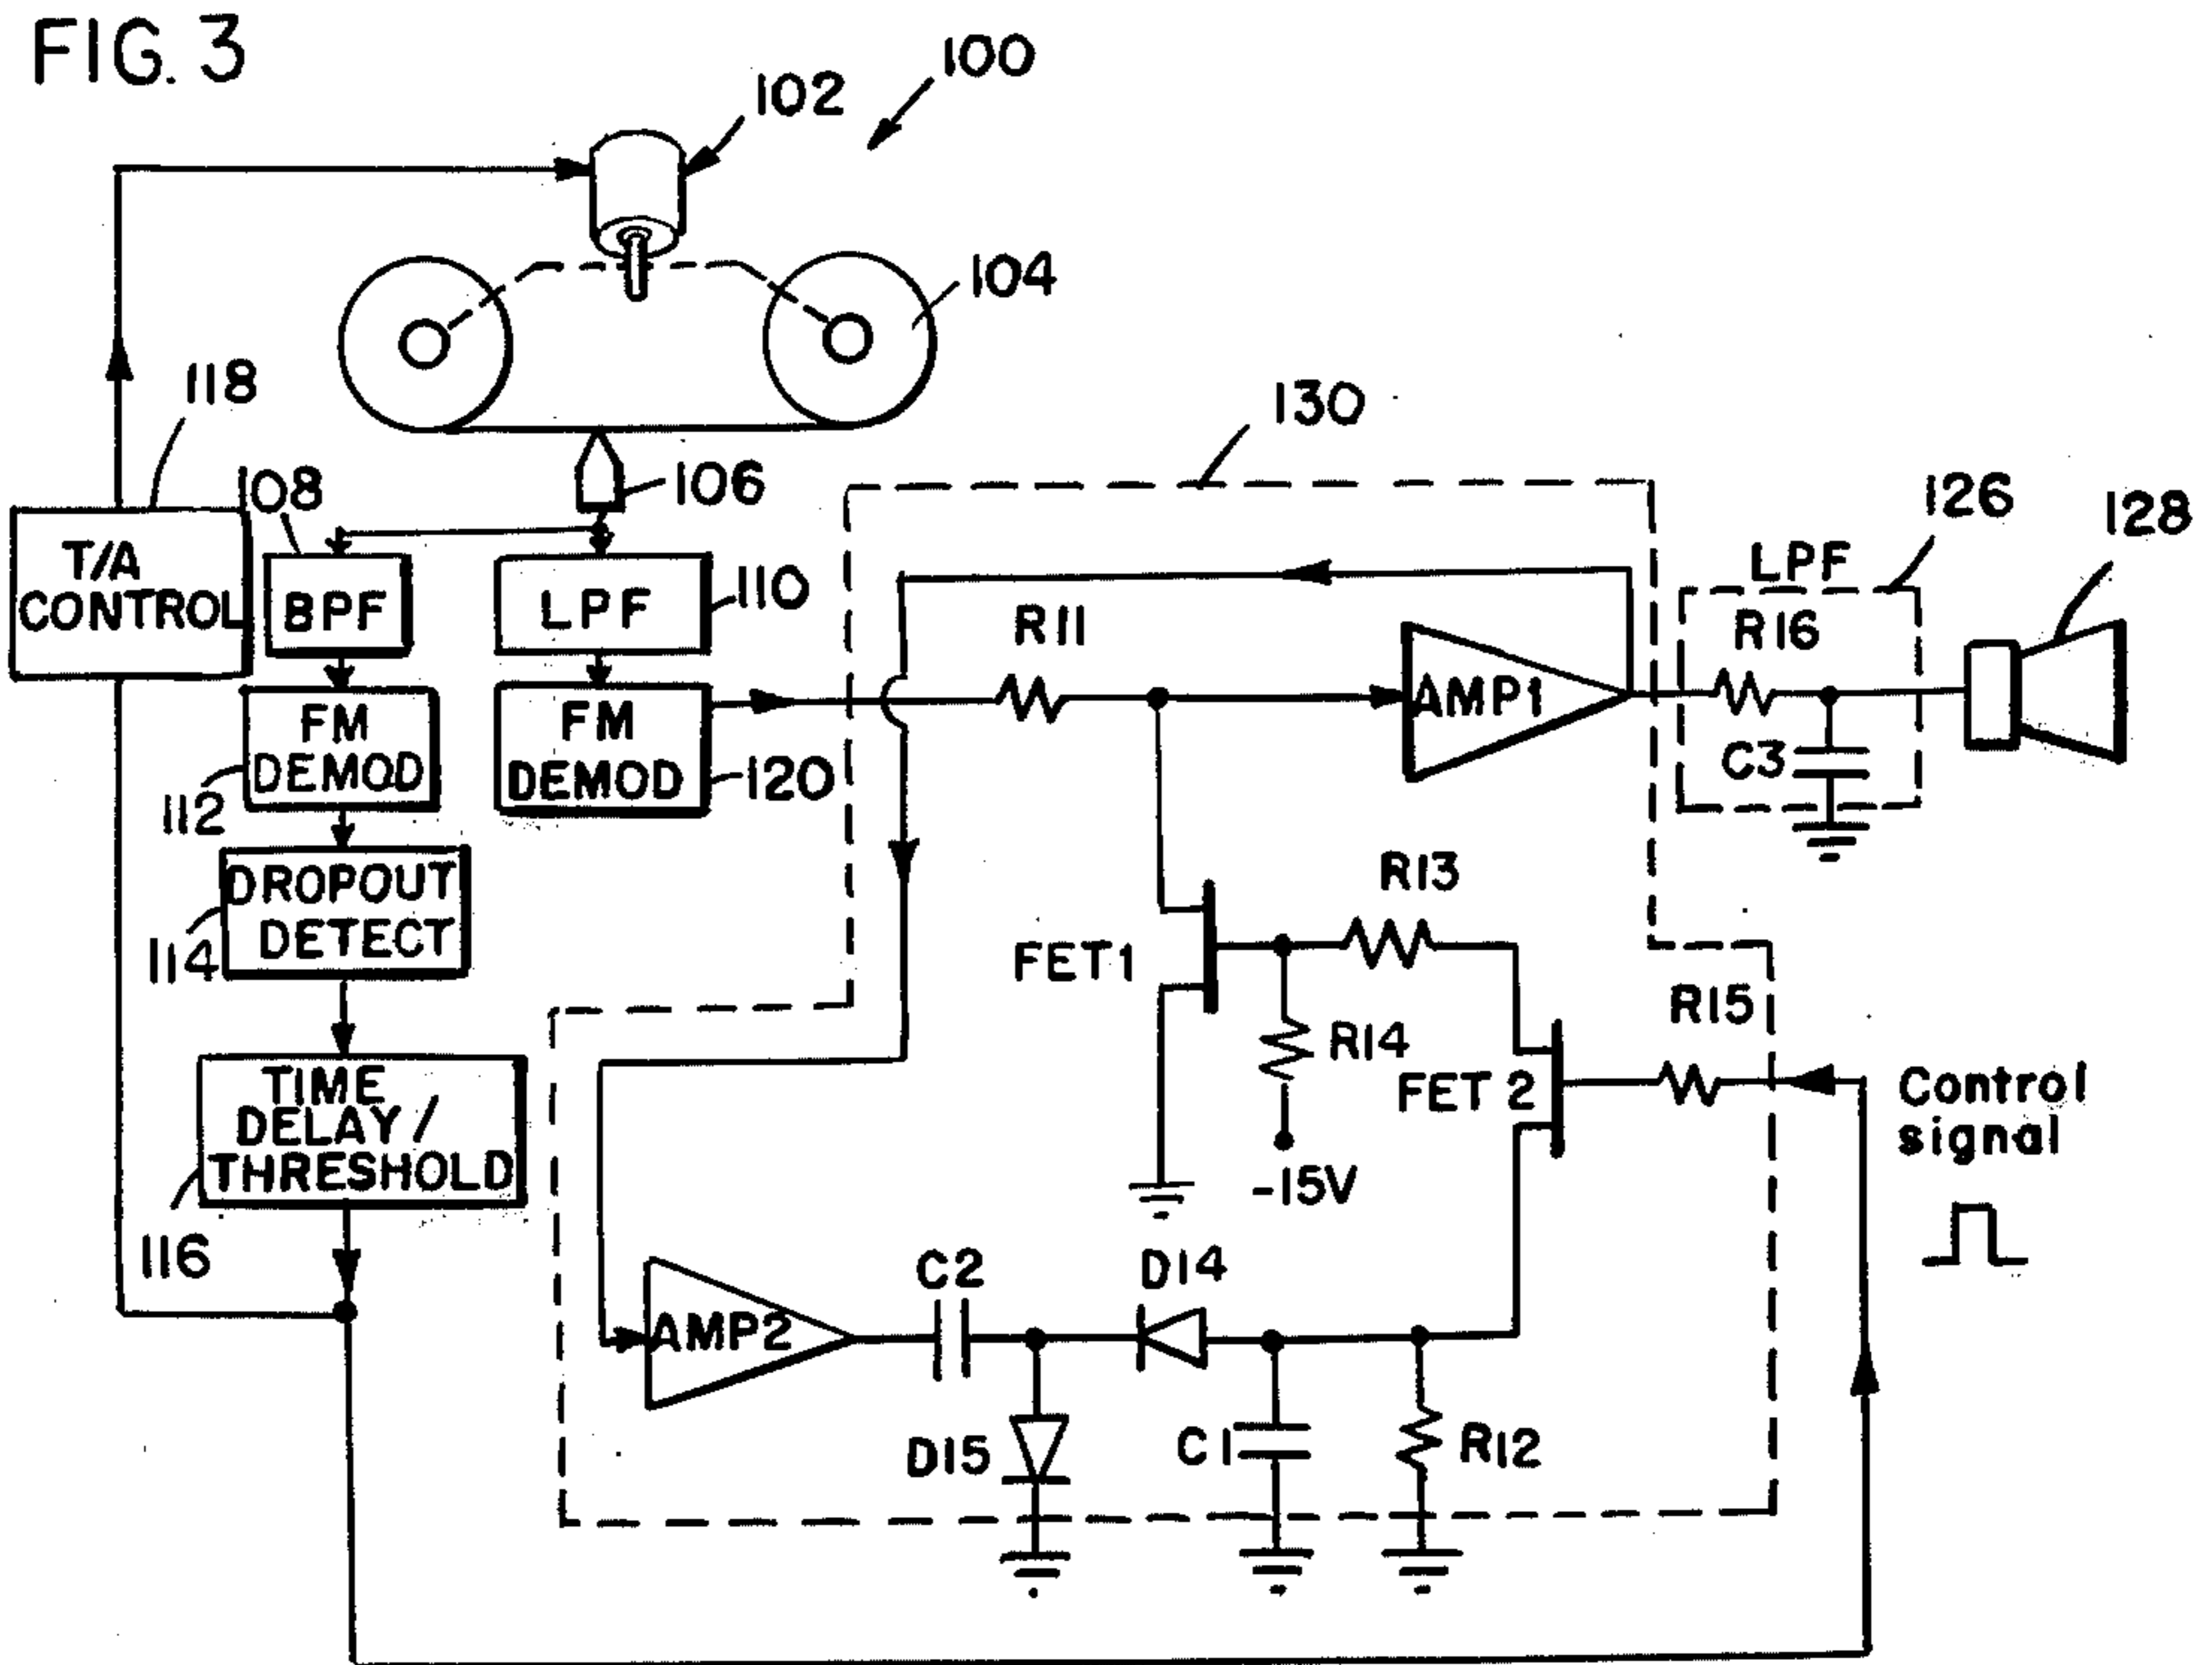 FIG. 3
100
102
104
118
130
108
106
126
128
T/A
CONTROL
BPF
LPF
110
R11
LPF
R16
AMP1
FM
DEMOD
FM
DEMOD
120
C3
112
DROPOUT
DETECT
114
R13
FET1
R15
R14
FET 2
Control
signal
TIME
DELAY/
THRESHOLD
-15V
116
C2
D14
AMP2
D15
C1
R12